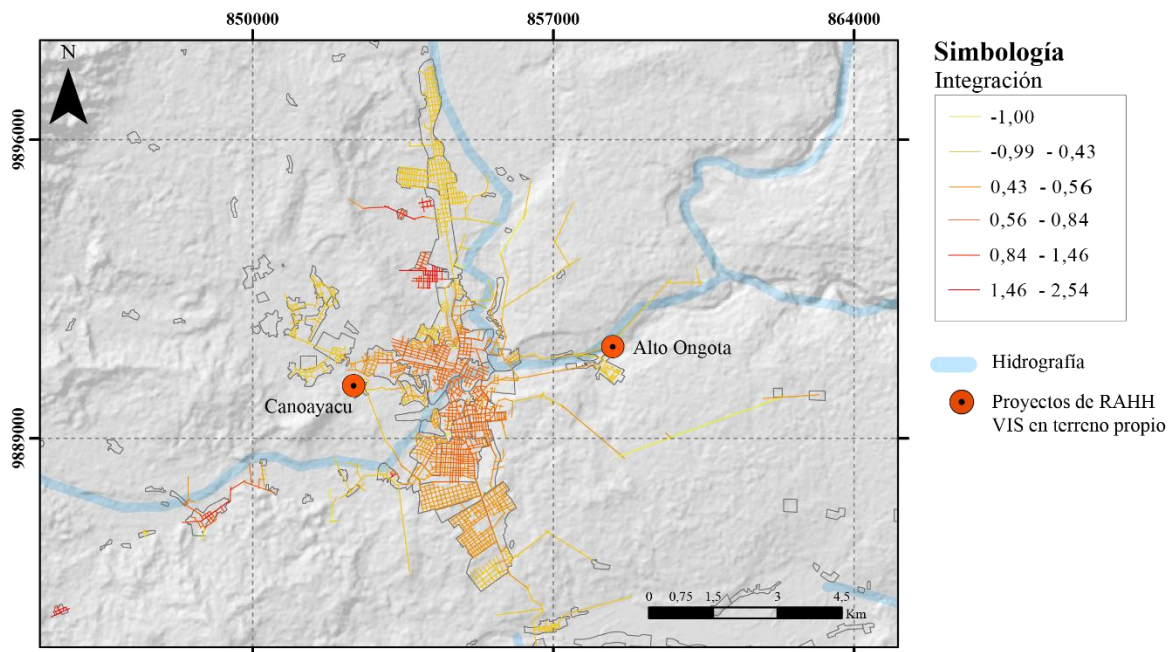 850000
857000
864000
N
9896000
9889000
Alto Ongota
Canoayacu
0
0,75
1,5
3
4,5
Km
Simbología
Integración
-1,00
-0,99 - 0,43
0,43 - 0,56
0,56 - 0,84
0,84 - 1,46
1,46 - 2,54
Hidrografía
Proyectos de RAHH
VIS en terreno propio